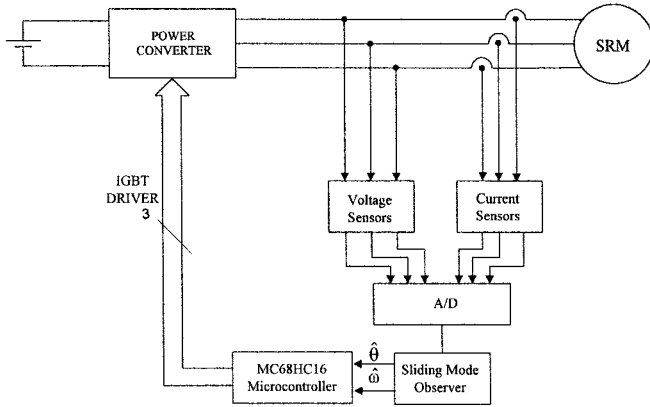 POWER
CONVERTER
SRM
IGBT
DRIVER
3
Voltage
Sensors
Current
Sensors
A/D
MC68HC16
Microcontroller
θ̂
ω̂
Sliding Mode
Observer